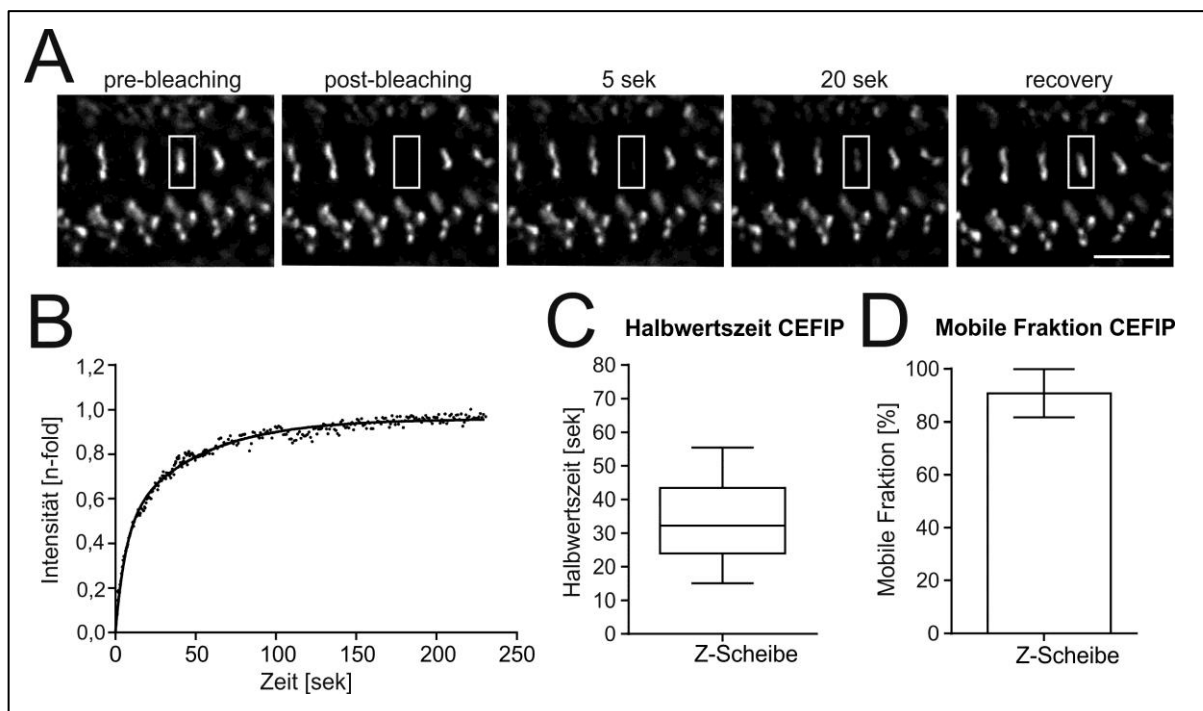 A
pre-bleaching
post-bleaching
5 sek
20 sek
recovery
B
1,2
1,0
0,8
0,6
0,4
0,2
0,0
0
50
100
150
200
250
Intensität [n-fold]
Zeit [sek]
C
Halbwertszeit CEFIP
80
70
60
50
40
30
20
10
0
Halbwertszeit [sek]
Z-Scheibe
D
Mobile Fraktion CEFIP
100
80
60
40
20
0
Mobile Fraktion [%]
Z-Scheibe